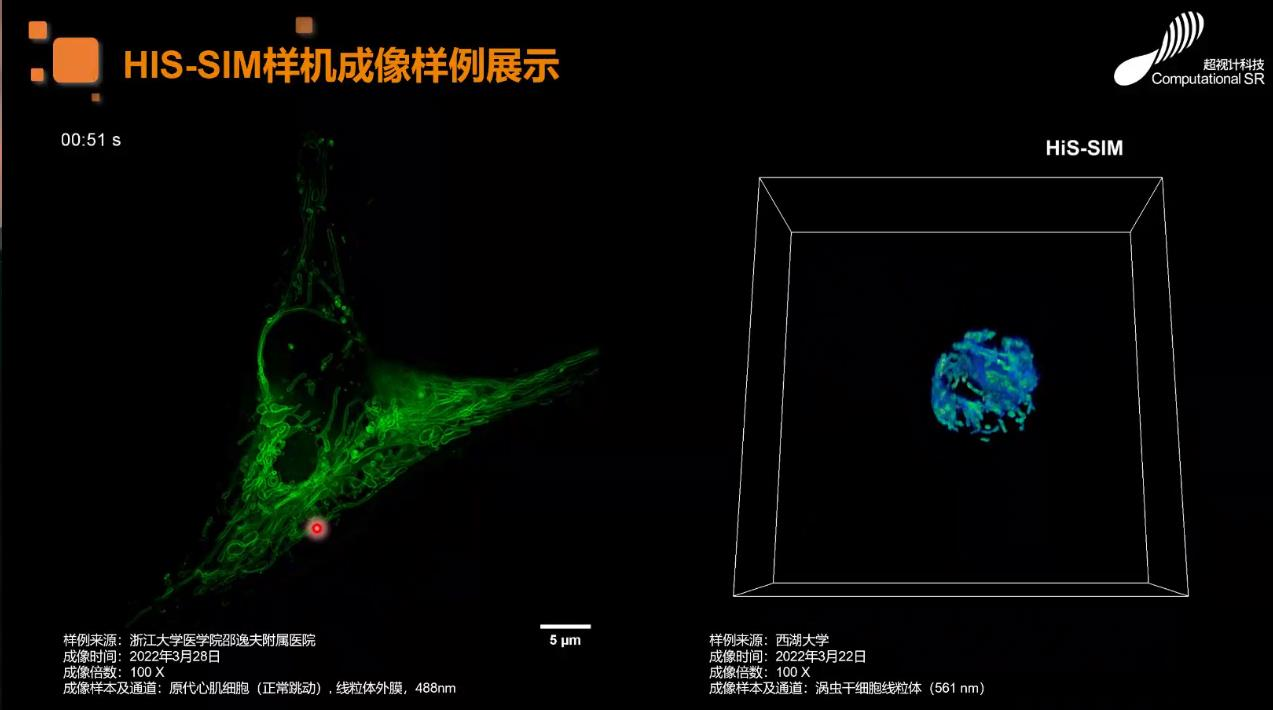 HIS-SIM样机成像样例展示
超视计科技
Computational SR
00:51 s
HiS-SIM
5 μm
样例来源：浙江大学医学院邵逸夫附属医院
成像时间：2022年3月28日
成像倍数：100 X
成像样本及通道：原代心肌细胞（正常跳动）, 线粒体外膜，488nm
样例来源：西湖大学
成像时间：2022年3月22日
成像倍数：100 X
成像样本及通道：涡虫干细胞线粒体（561 nm）